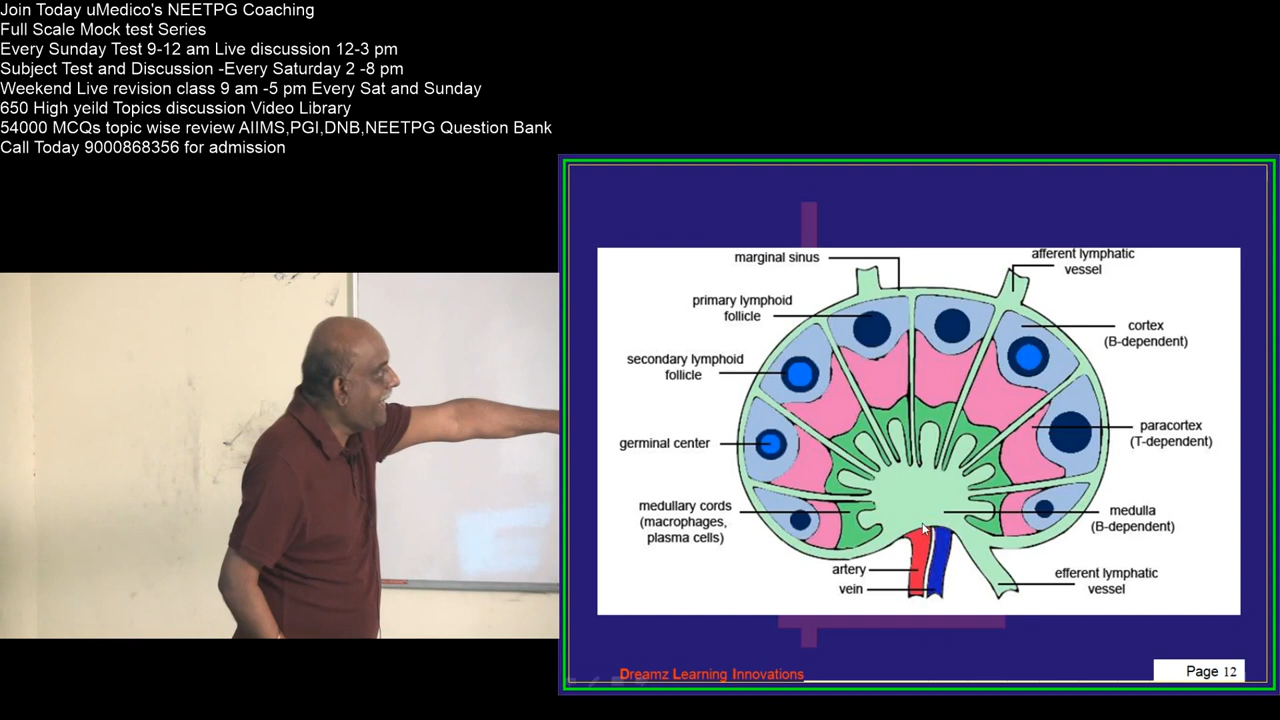 Join Today uMedico's NEETPG Coaching
Full Scale Mock test Series
Every Sunday Test 9-12 am Live discussion 12-3 pm
Subject Test and Discussion -Every Saturday 2 -8 pm
Weekend Live revision class 9 am -5 pm Every Sat and Sunday
650 High yeild Topics discussion Video Library
54000 MCQs topic wise review AIIMS,PGI,DNB,NEETPG Question Bank
Call Today 9000868356 for admission
marginal sinus
afferent lymphatic
vessel
primary lymphoid
follicle
cortex
(B-dependent)
secondary lymphoid
follicle
paracortex
(T-dependent)
germinal center
medullary cords
(macrophages,
plasma cells)
medulla
(B-dependent)
artery
vein
efferent lymphatic
vessel
Dreamz Learning Innovations
Page 12